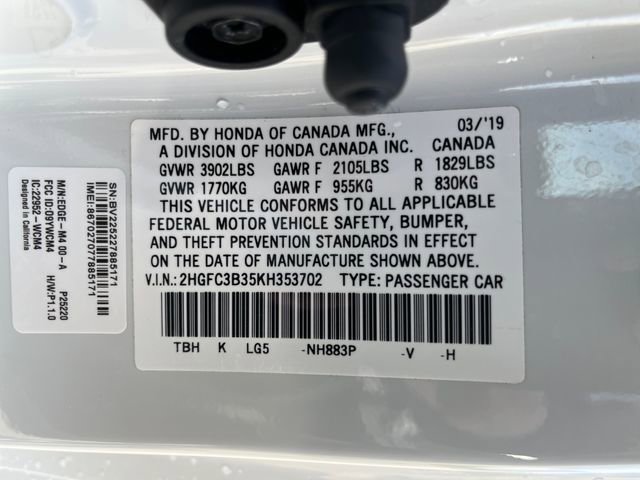 MFD. BY HONDA OF CANADA MFG., 03/'19
A DIVISION OF HONDA CANADA INC. CANADA
GVWR 3902LBS GAWR F 2105LBS R 1829LBS
GVWR 1770KG GAWR F 955KG R 830KG
THIS VEHICLE CONFORMS TO ALL APPLICABLE
FEDERAL MOTOR VEHICLE SAFETY, BUMPER,
AND THEFT PREVENTION STANDARDS IN EFFECT
ON THE DATE OF MANUFACTURE SHOWN ABOVE.
V.I.N.: 2HGFC3B35KH353702 TYPE: PASSENGER CAR
TBH K LG5 -NH883P -V -H
SN:BV225227885171
IMEI:867027077885171
M/N:EDGE-M4 00-A P25220
FCC ID:O9YWCM4 H/W:P1.1.0
IC:22952-WCM4
Designed in California